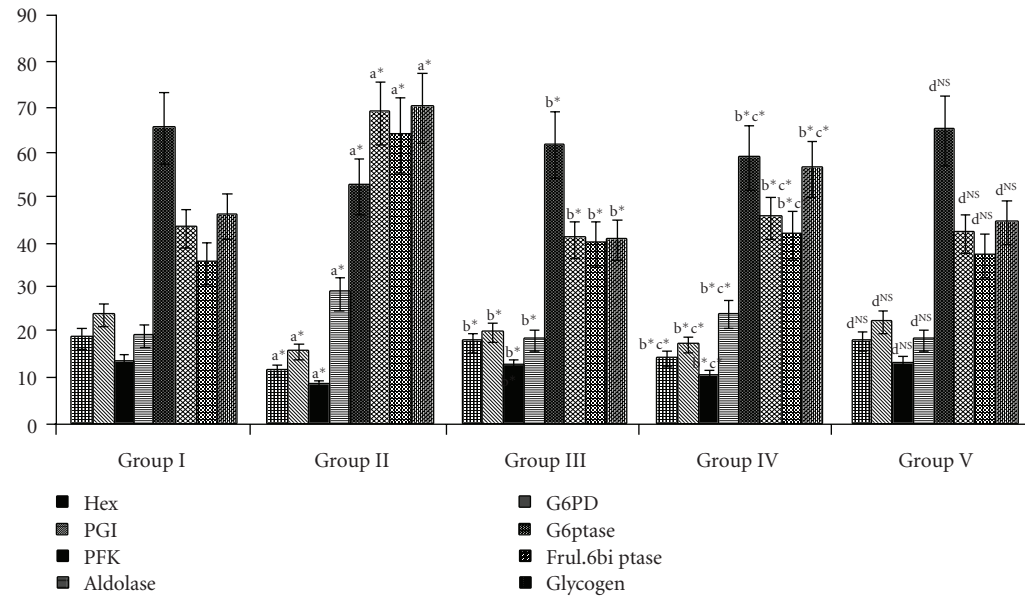 90
80
70
60
50
40
30
20
10
0
a* a* a* a* a* a* a* a*
b* b* b* b* b* b* b* b* b*
b*c* b*c* *c* b*c* b*c* b*c* b*c b*c*
dNS dNS dNS dNS dNS dNS dNS dNS
Group I Group II Group III Group IV Group V
Hex G6PD
PGI G6ptase
PFK Frul.6bi ptase
Aldolase Glycogen